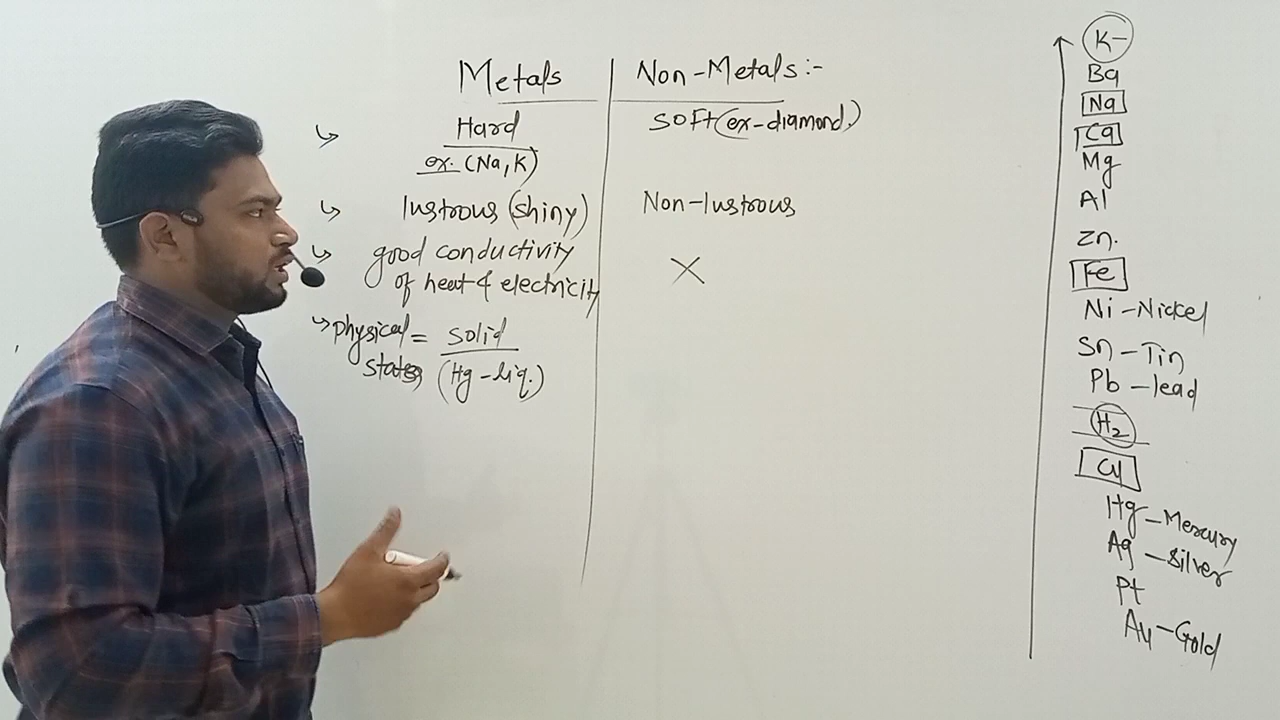 Metals
Non-Metals:-
Hard
ex. (Na, K)
soft (ex-diamond.)
lustrous (shiny)
Non-lustrous
good conductivity
of heat & electricity
×
physical states = solid
(Hg - liq.)
K
Ba
Na
Ca
Mg
Al
Zn.
Fe
Ni - Nickel
Sn - Tin
Pb - lead
H2
Cu
Hg - Mercury
Ag - Silver
Pt
Au - Gold